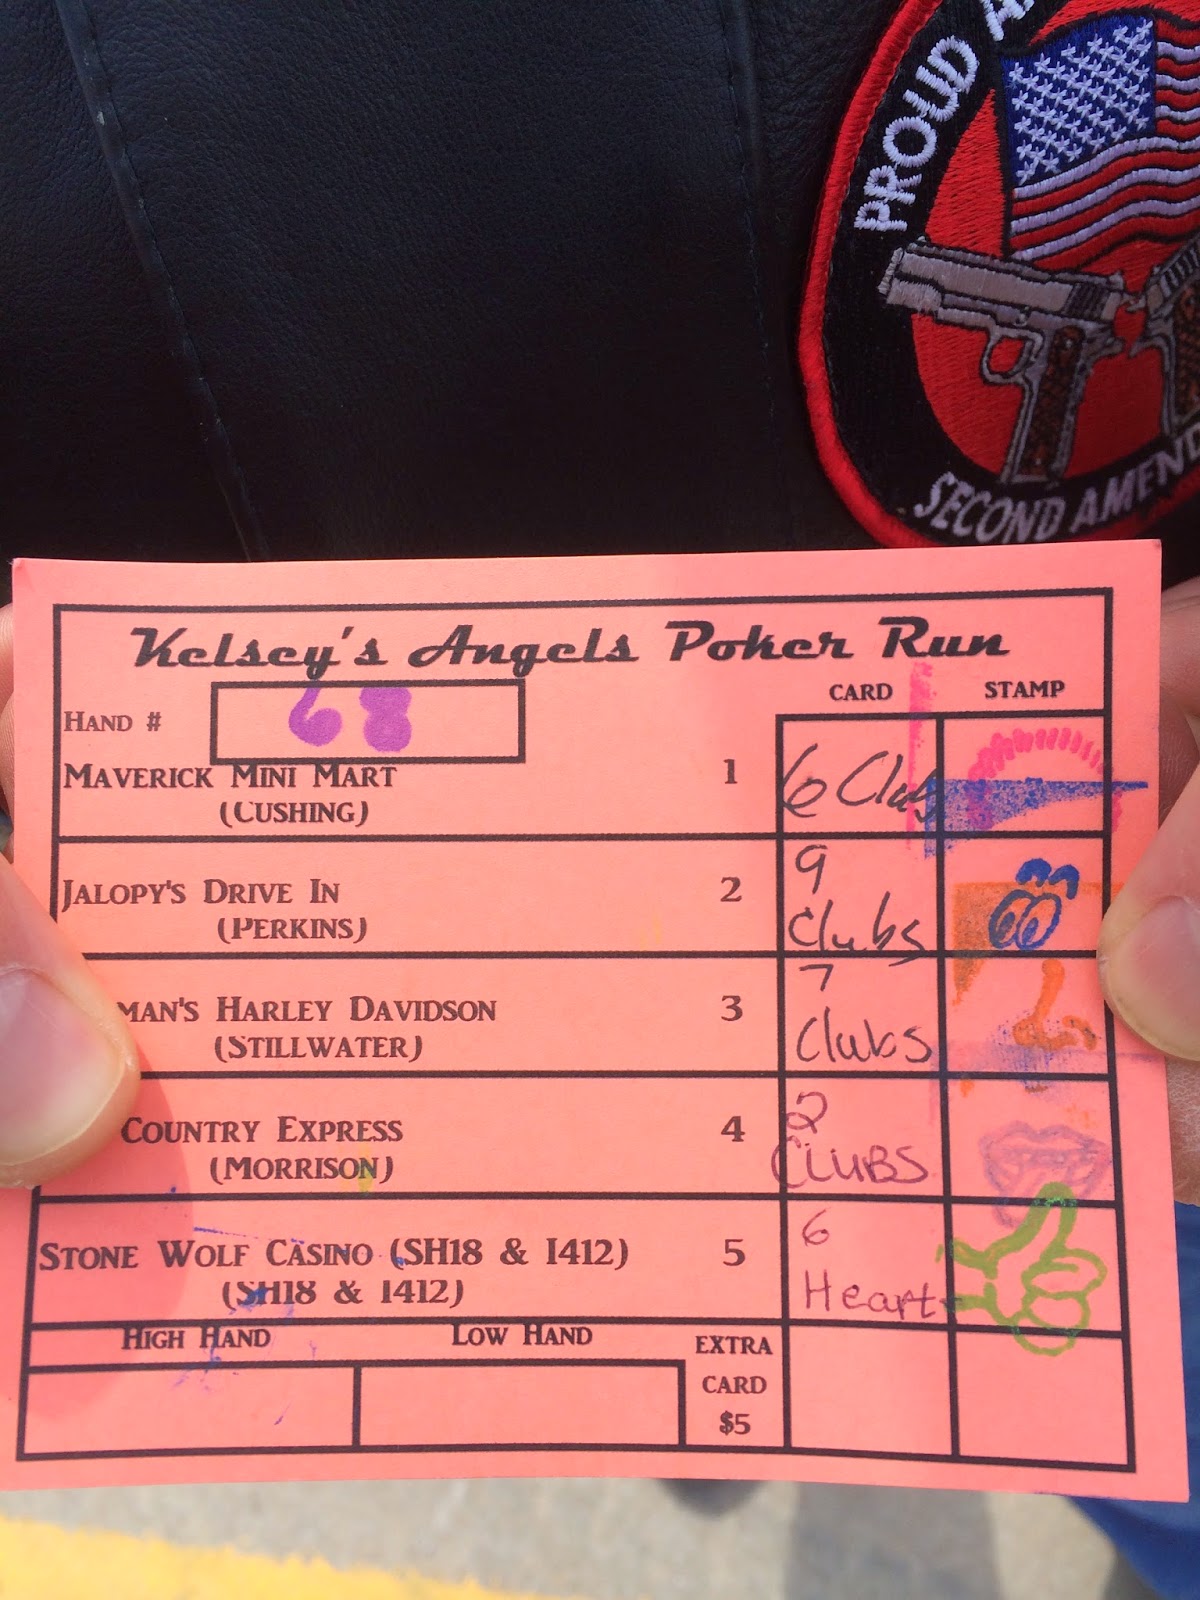 PROUD
SECOND AMEND
Kelsey's Angels Poker Run
CARD STAMP
HAND # 68
MAVERICK MINI MART 1 6 Clubs
(CUSHING)
JALOPY'S DRIVE IN 2 9
(PERKINS) Clubs
MAN'S HARLEY DAVIDSON 3 7
(STILLWATER) Clubs
COUNTRY EXPRESS 4 2
(MORRISON) CLUBS
STONE WOLF CASINO (SH18 & I412) 5 6
(SH18 & I412) Heart
HIGH HAND LOW HAND EXTRA
CARD
$5